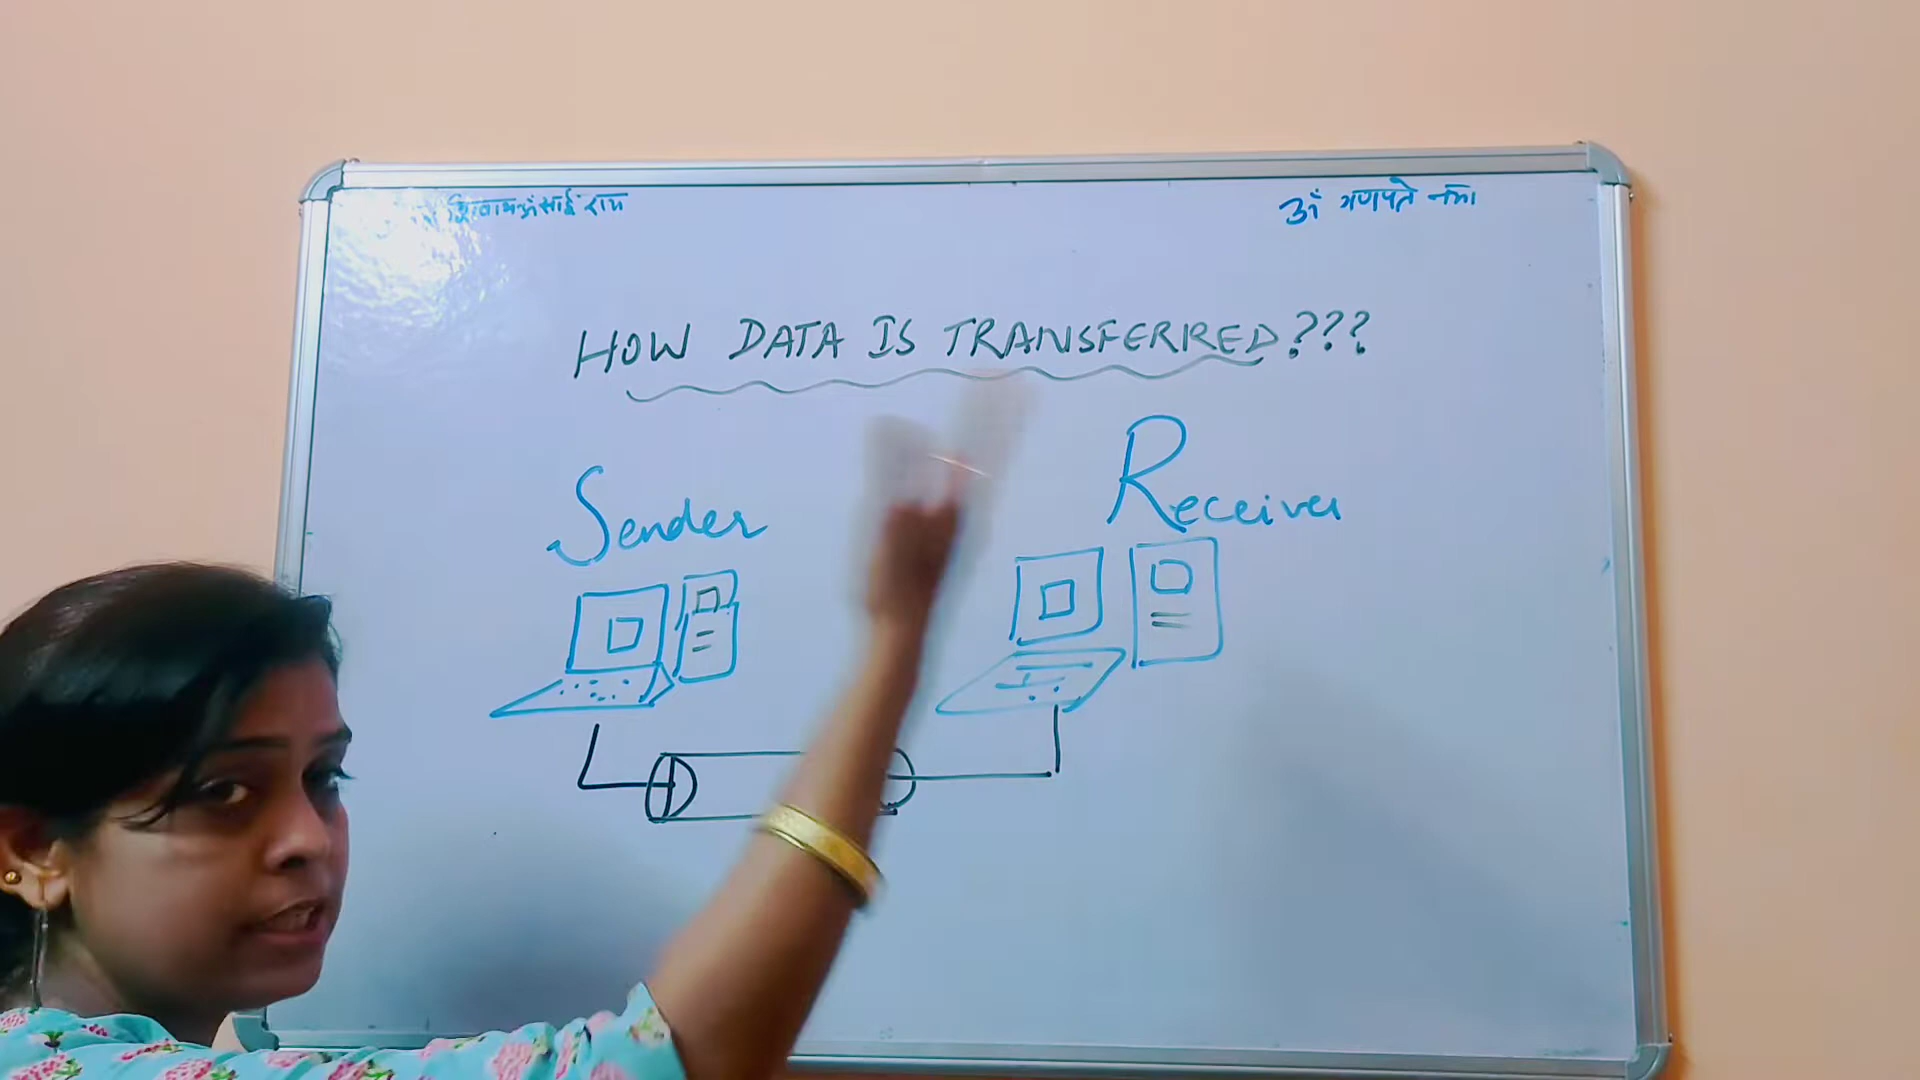 साई राम
ॐ गणपते नमः
HOW DATA IS TRANSFERRED???
Sender
Receiver